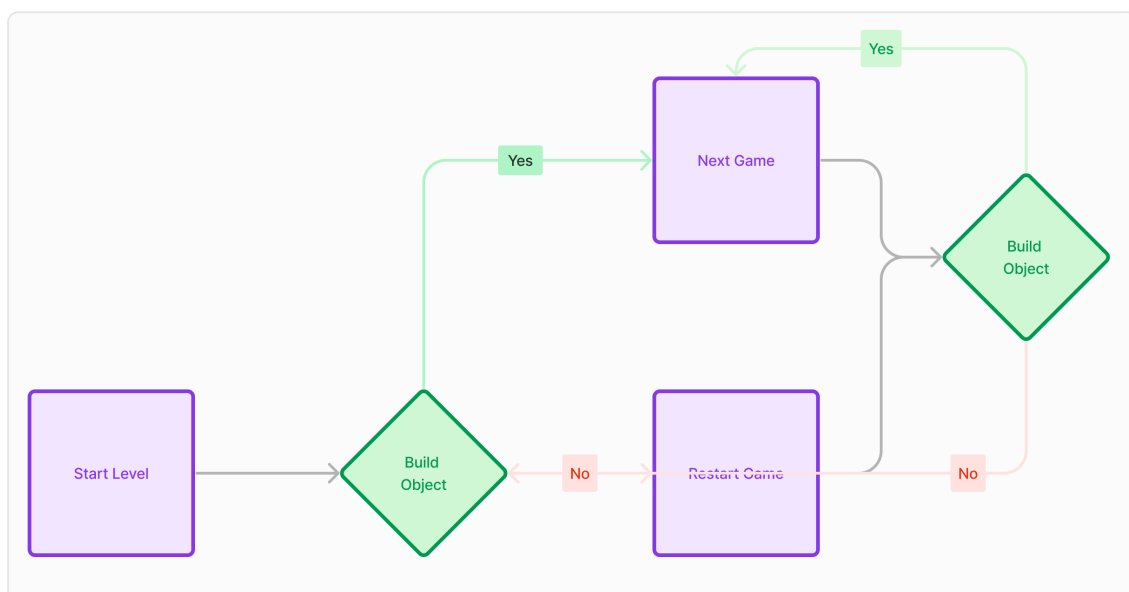 Yes
Yes
Next Game
Build
Object
Start Level
Build
Object
No
Restart Game
No